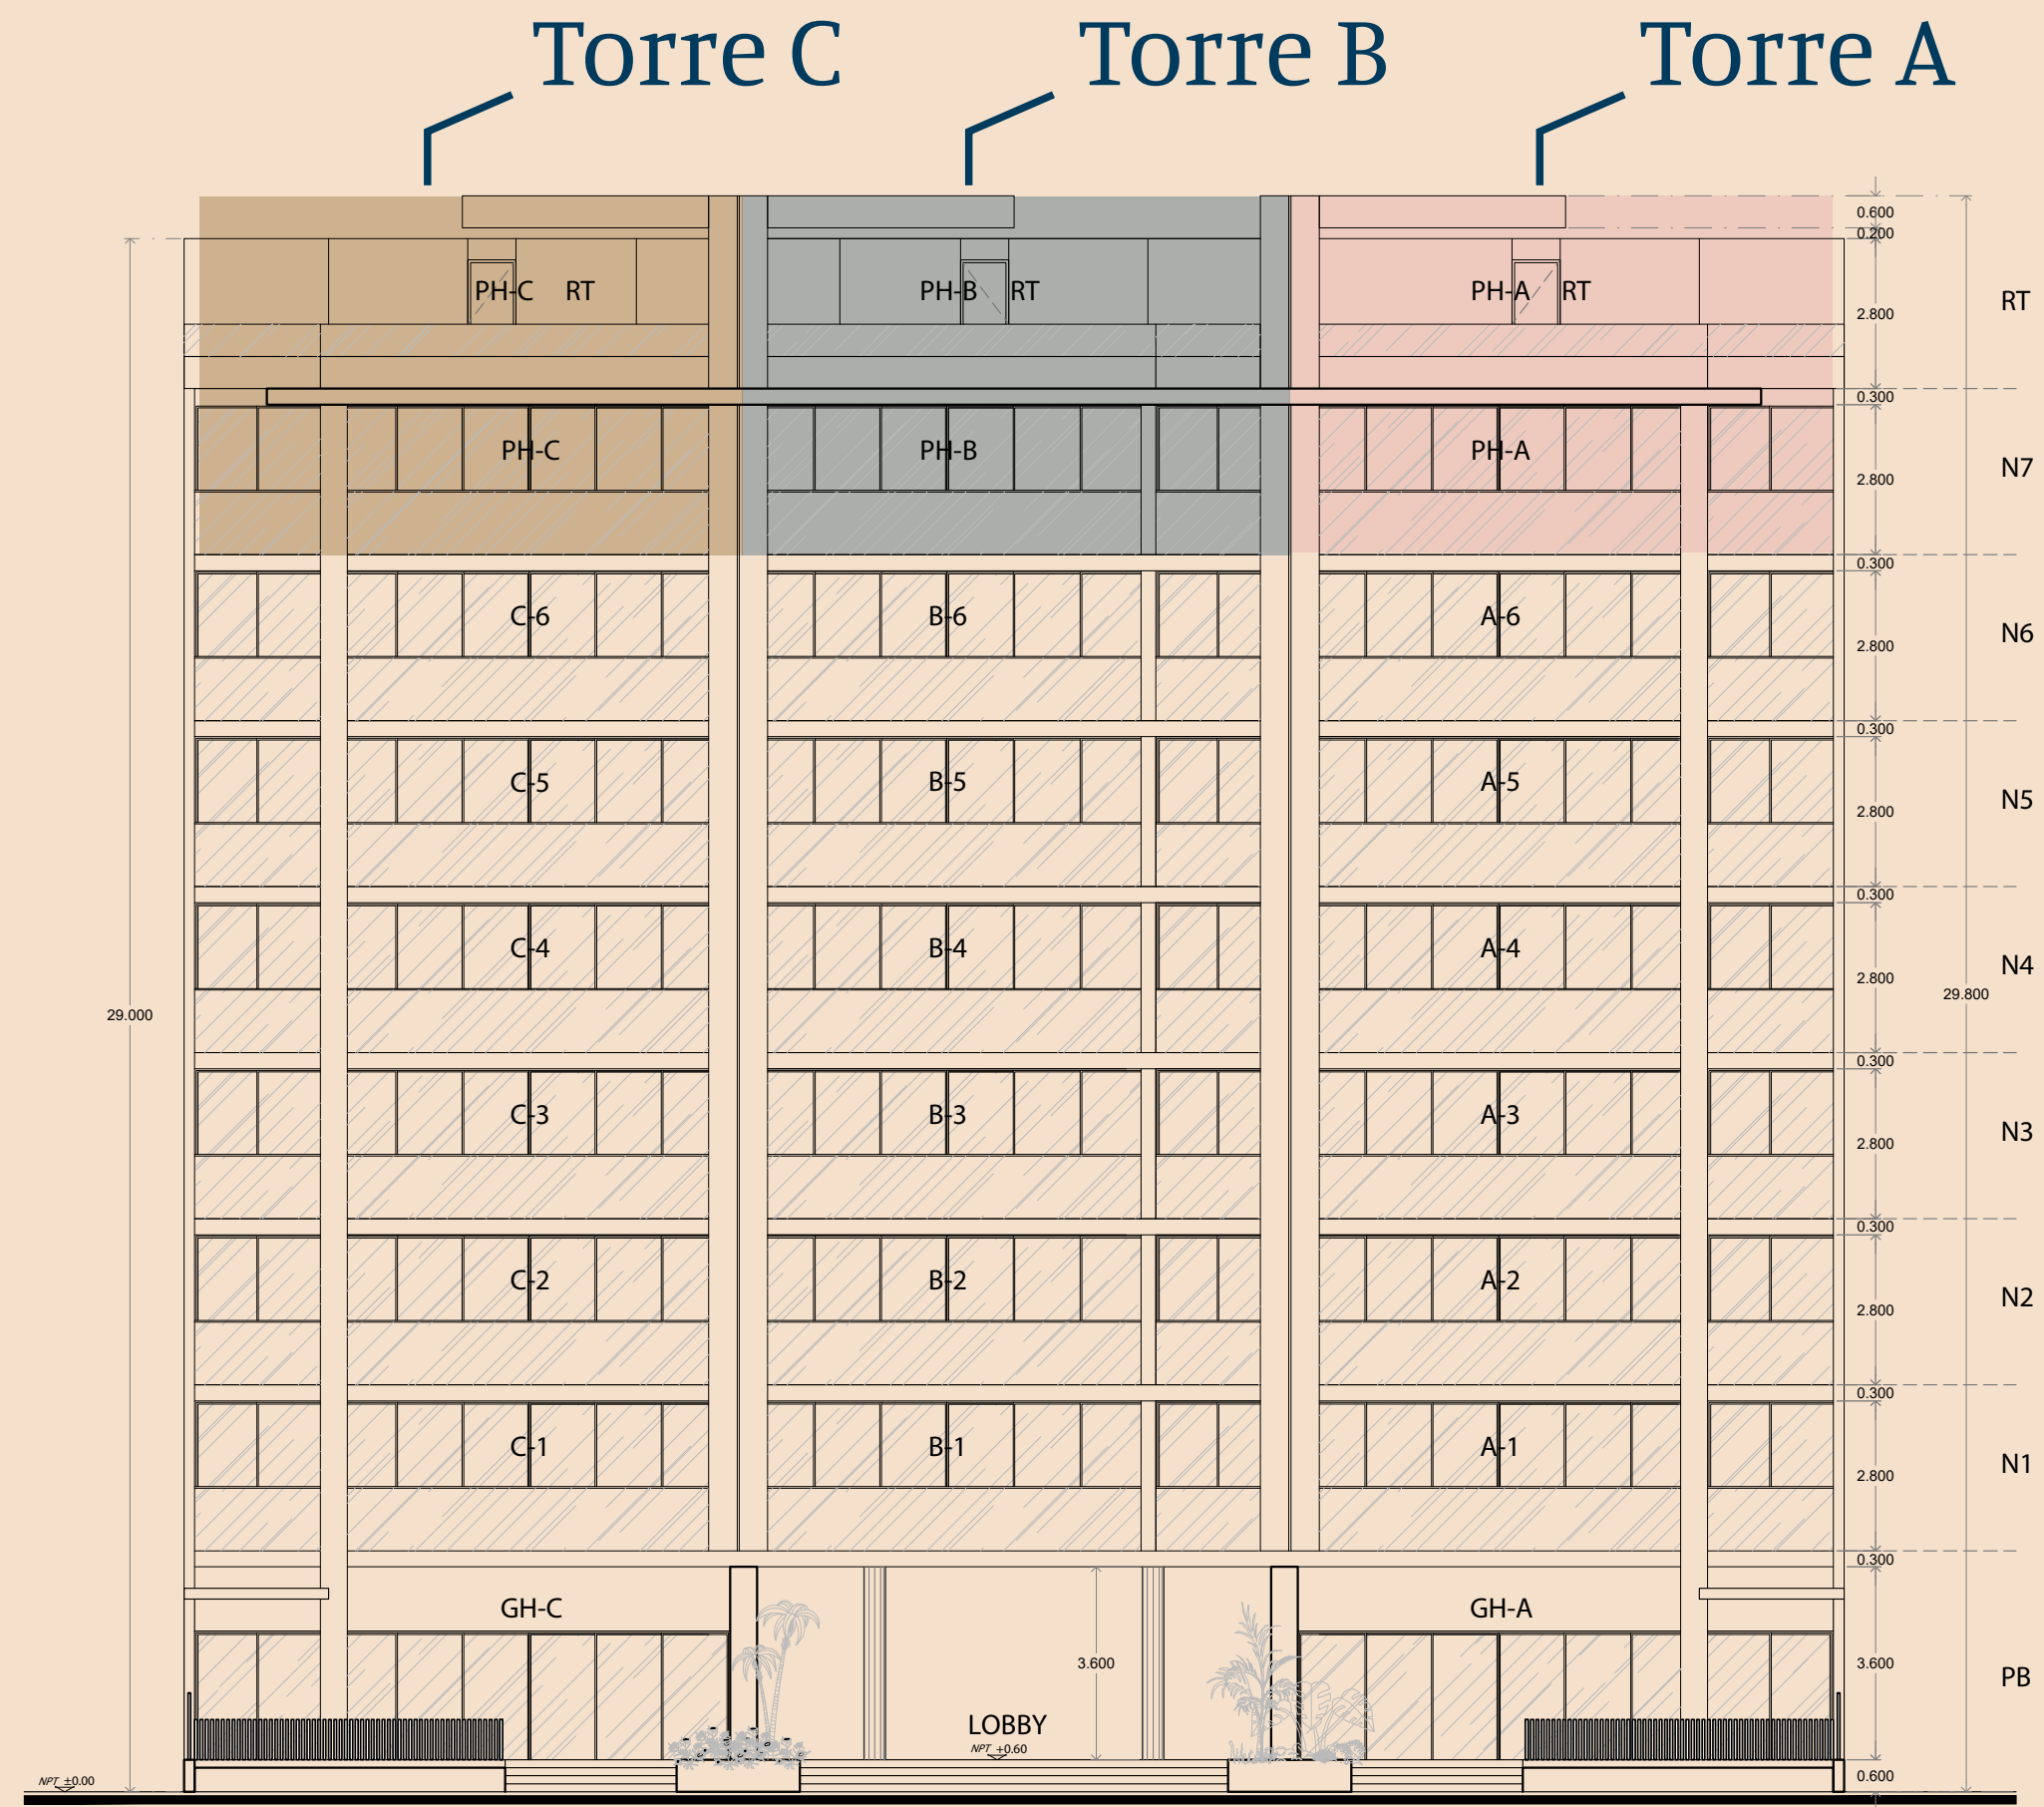 Torre C Torre B Torre A
0.600
0.200
PH-C RT PH-B RT PH-A RT 2.800 RT
0.300
PH-C PH-B PH-A 2.800 N7
0.300
C-6 B-6 A-6 2.800 N6
0.300
C-5 B-5 A-5 2.800 N5
0.300
C-4 B-4 A-4 2.800 N4
29.000 29.800
0.300
C-3 B-3 A-3 2.800 N3
0.300
C-2 B-2 A-2 2.800 N2
0.300
C-1 B-1 A-1 2.800 N1
0.300
GH-C GH-A
3.600 3.600 PB
LOBBY
NPT +0.60
NPT ±0.00 0.600